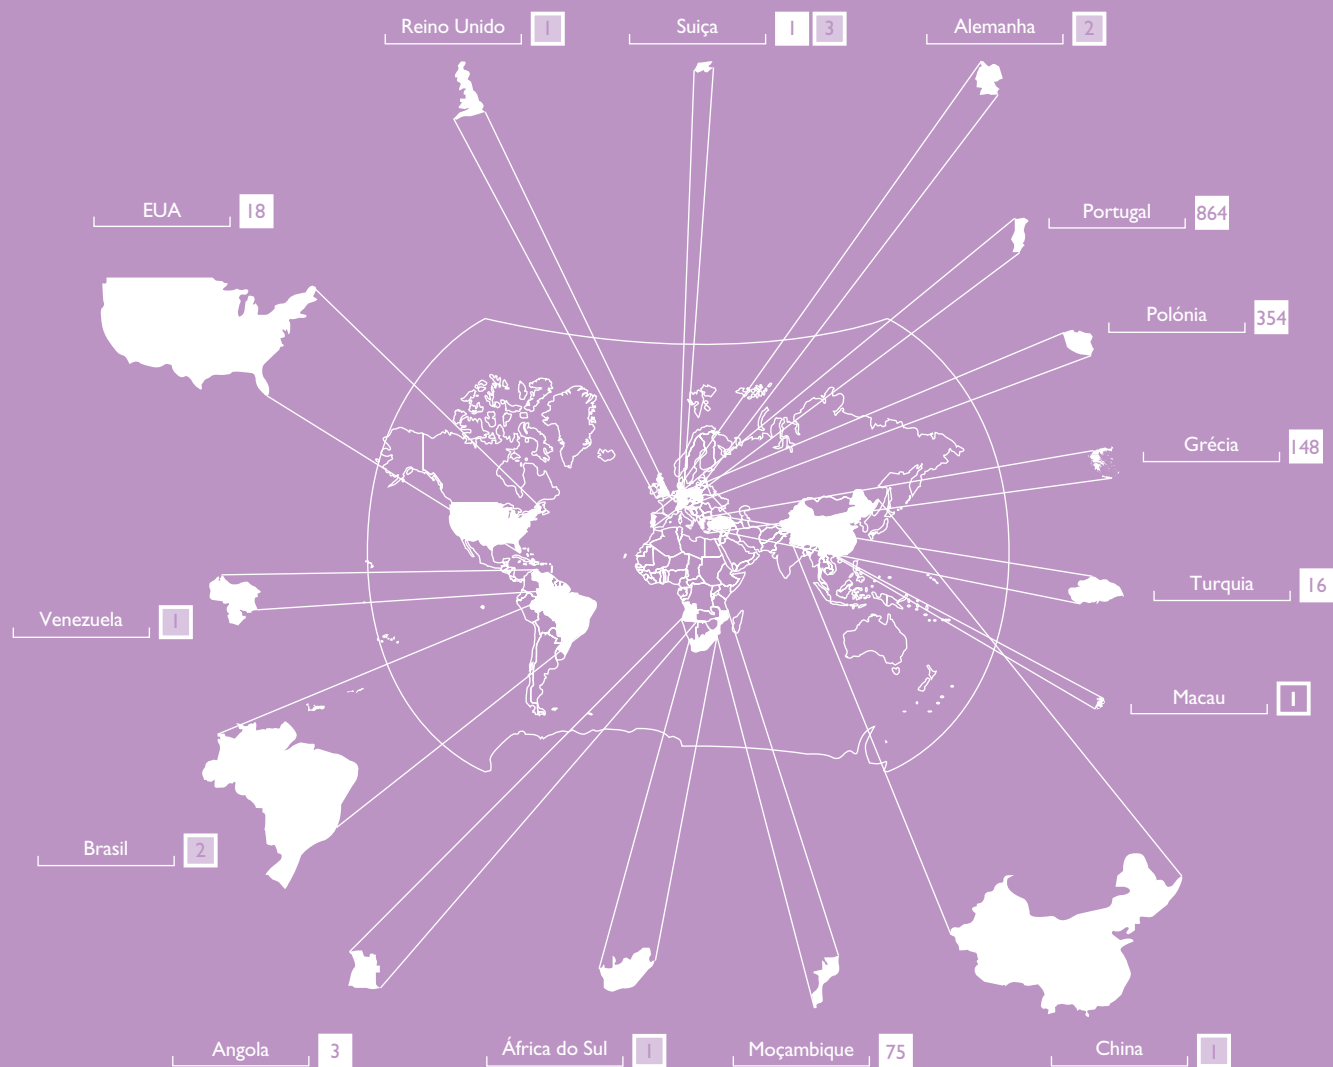 Reino Unido 1
Suiça 1 3
Alemanha 2
EUA 18
Portugal 864
Polónia 354
Grécia 148
Turquia 16
Venezuela 1
Macau 1
Brasil 2
Angola 3
África do Sul 1
Moçambique 75
China 1